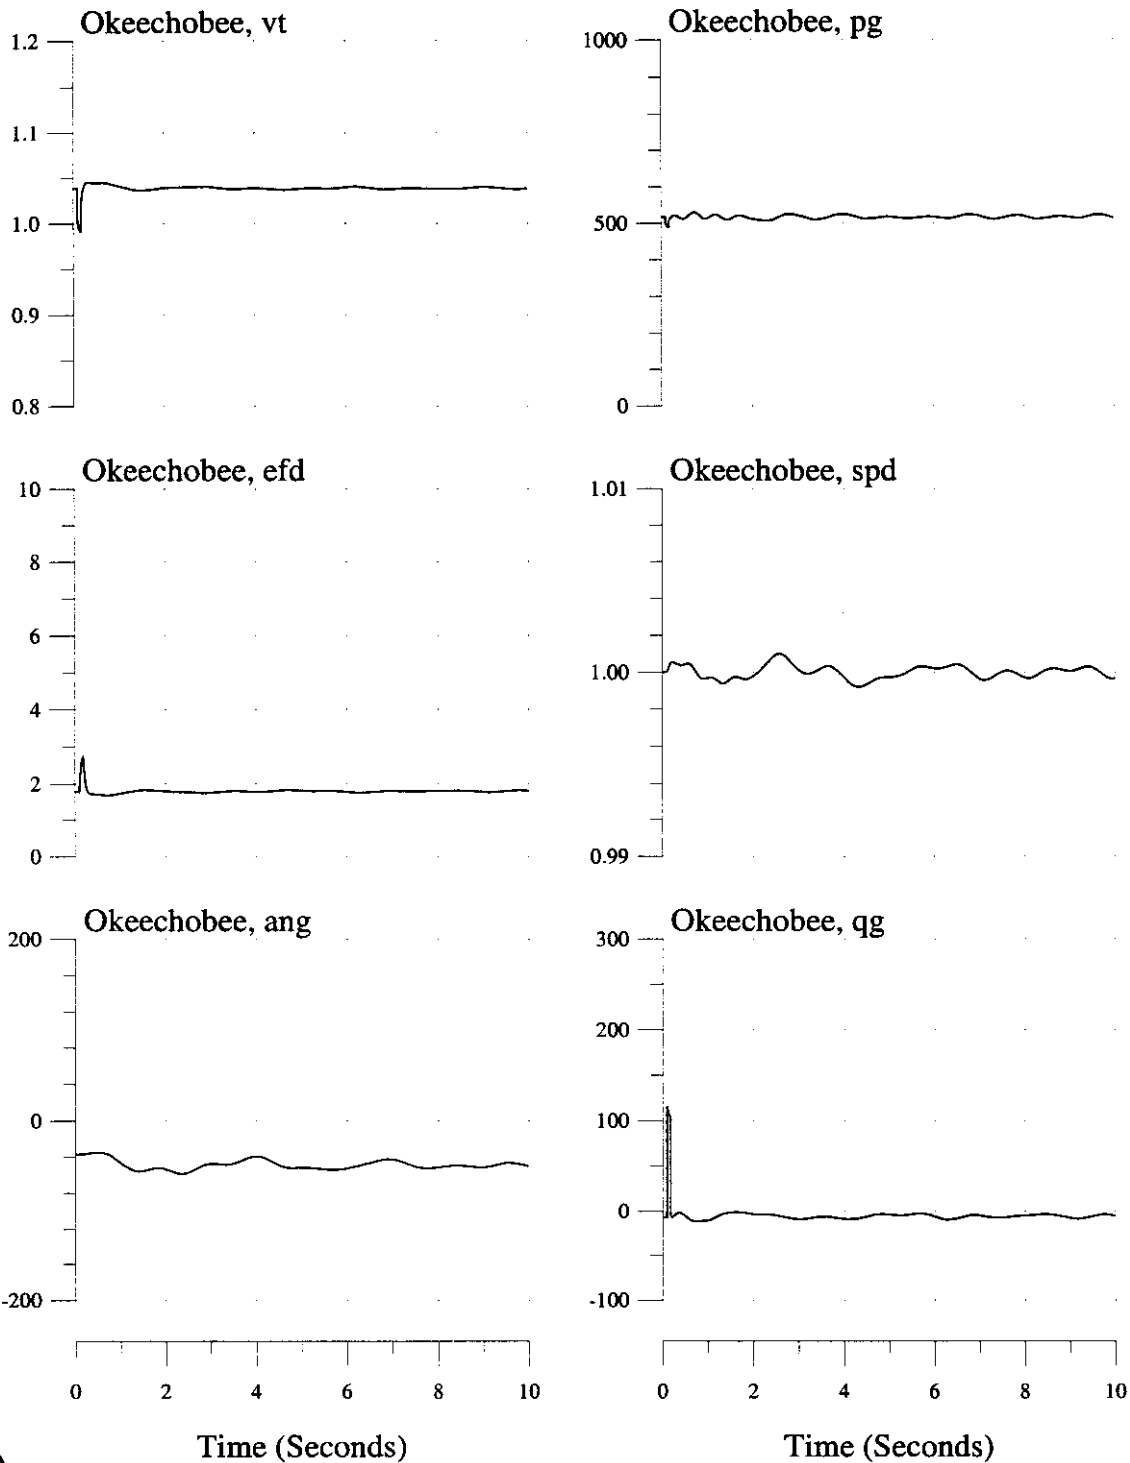 Okeechobee, vt
1.2
1.1
1.0
0.9
0.8
Okeechobee, pg
1000
500
0
Okeechobee, efd
10
8
6
4
2
0
Okeechobee, spd
1.01
1.00
0.99
Okeechobee, ang
200
0
-200
0 2 4 6 8 10
Time (Seconds)
Okeechobee, qg
300
200
100
0
-100
0 2 4 6 8 10
Time (Seconds)